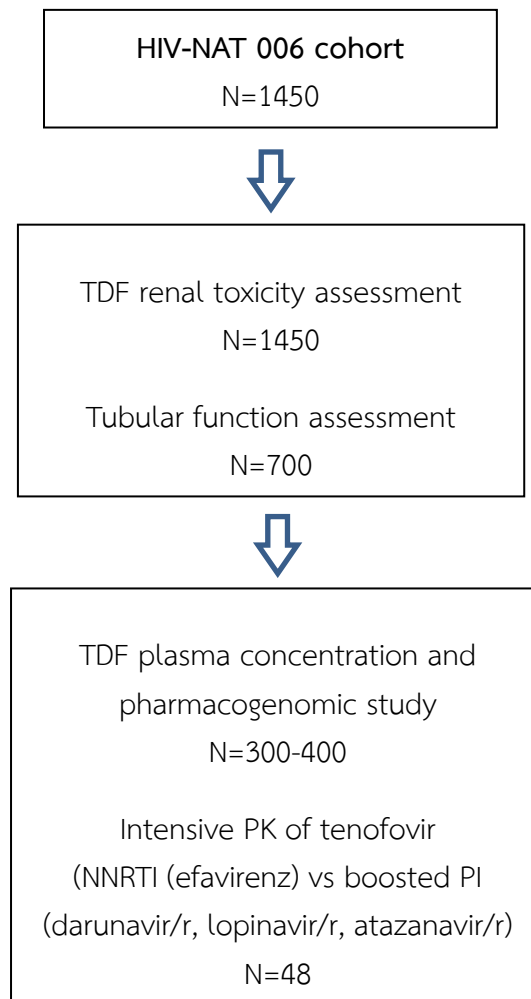 HIV-NAT 006 cohort
N=1450
TDF renal toxicity assessment
N=1450
Tubular function assessment
N=700
TDF plasma concentration and
pharmacogenomic study
N=300-400
Intensive PK of tenofovir
(NNRTI (efavirenz) vs boosted PI
(darunavir/r, lopinavir/r, atazanavir/r)
N=48